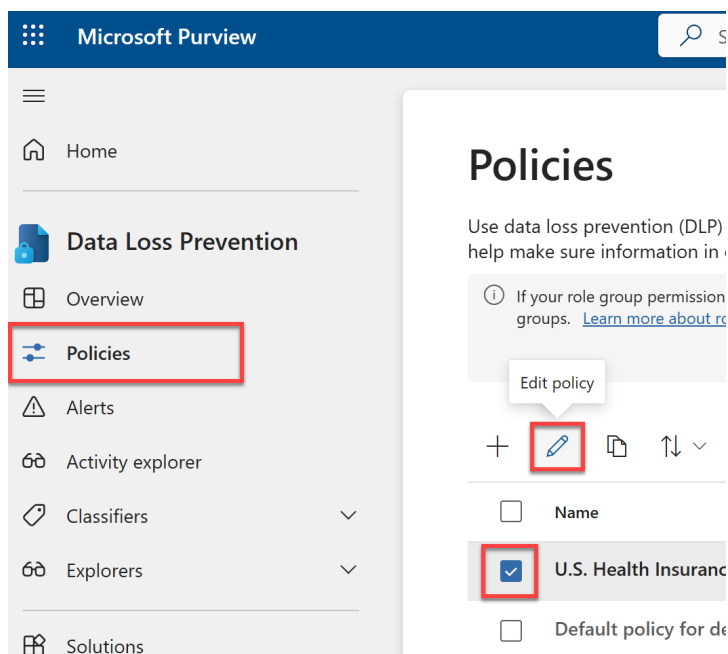 Microsoft Purview
Home
Data Loss Prevention
Overview
Policies
Alerts
Activity explorer
Classifiers
Explorers
Solutions
Policies
Use data loss prevention (DLP)
help make sure information in
If your role group permission
groups. Learn more about
Edit policy
Name
U.S. Health
Default policy for